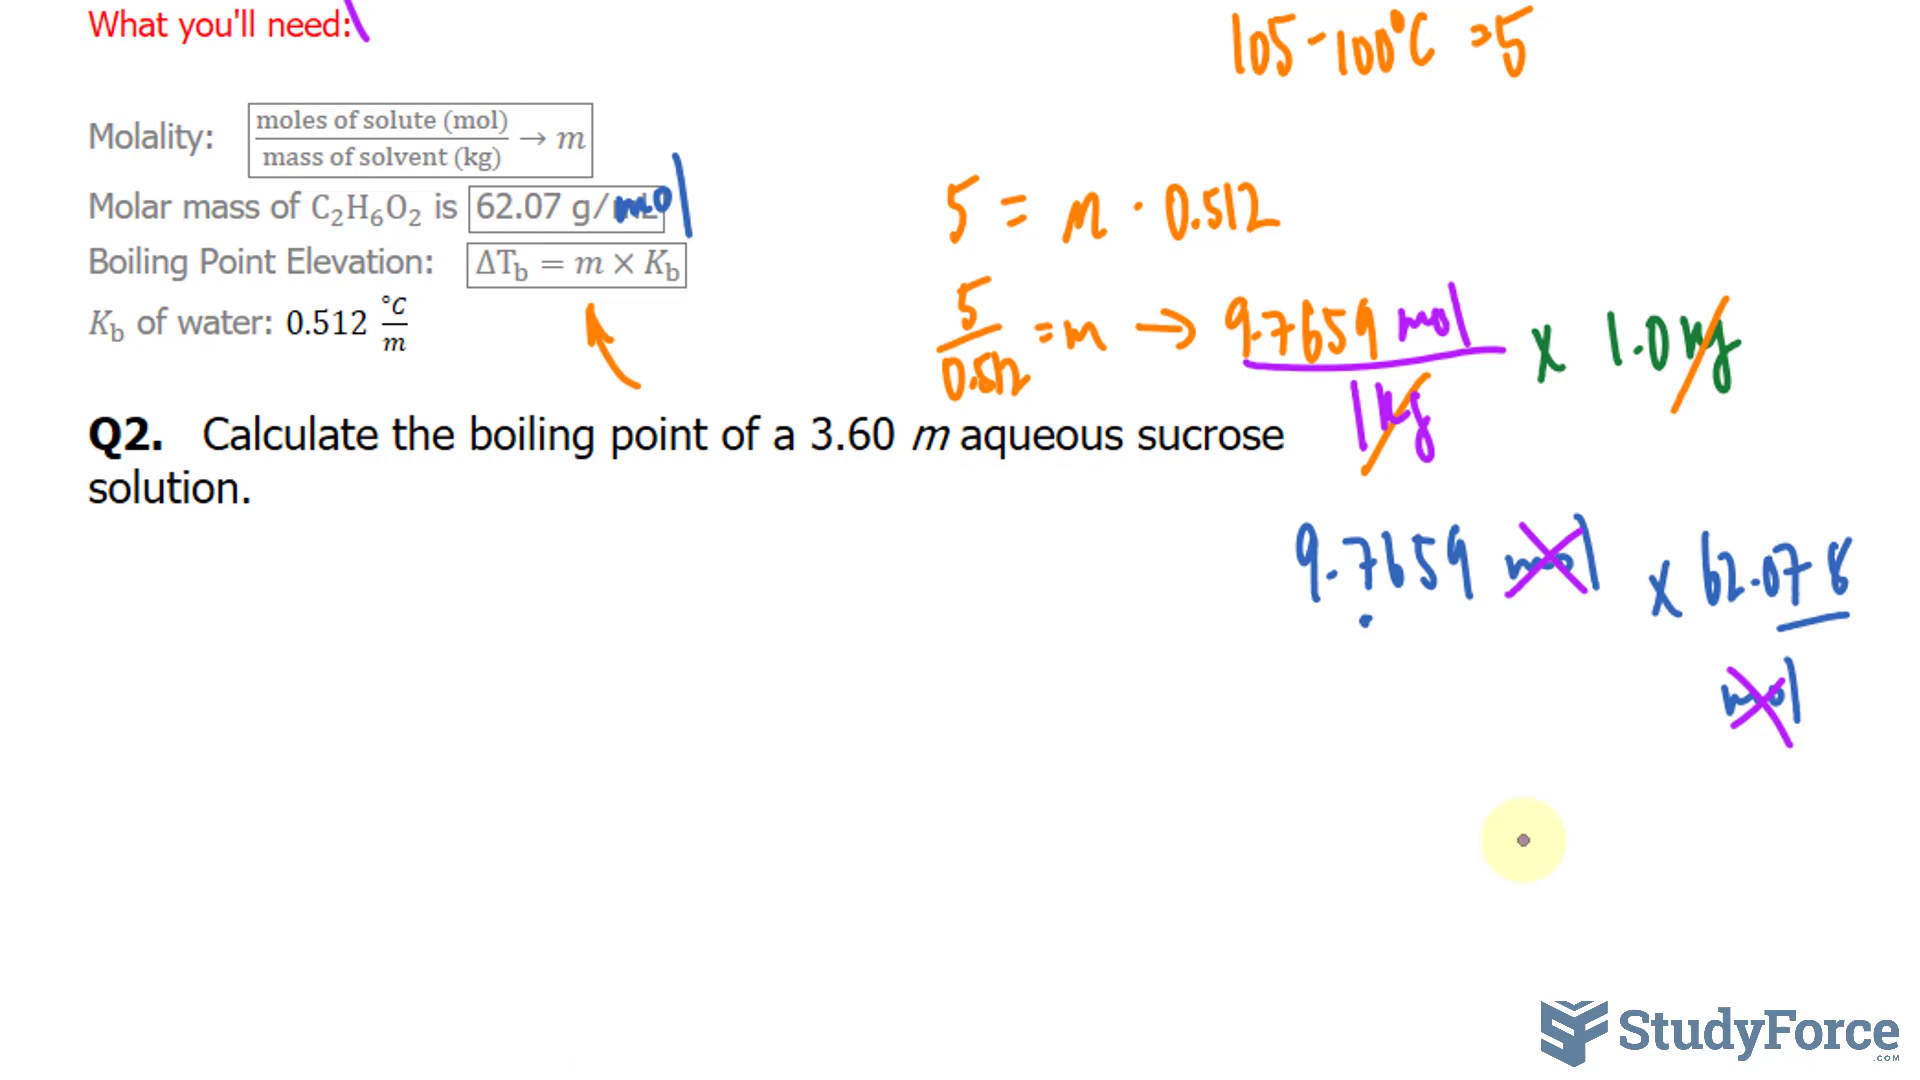 What you'll need:
105-100°C = 5
Molality: moles of solute (mol) / mass of solvent (kg) → m
Molar mass of C₂H₆O₂ is 62.07 g/mol
5 = m · 0.512
Boiling Point Elevation: ΔTb = m × Kb
Kb of water: 0.512 °C/m
5/0.512 = m → 9.7659 mol / 1 kg × 1.0 kg
Q2. Calculate the boiling point of a 3.60 m aqueous sucrose
solution.
9.7659 mol × 62.07 g
mol
StudyForce
.COM